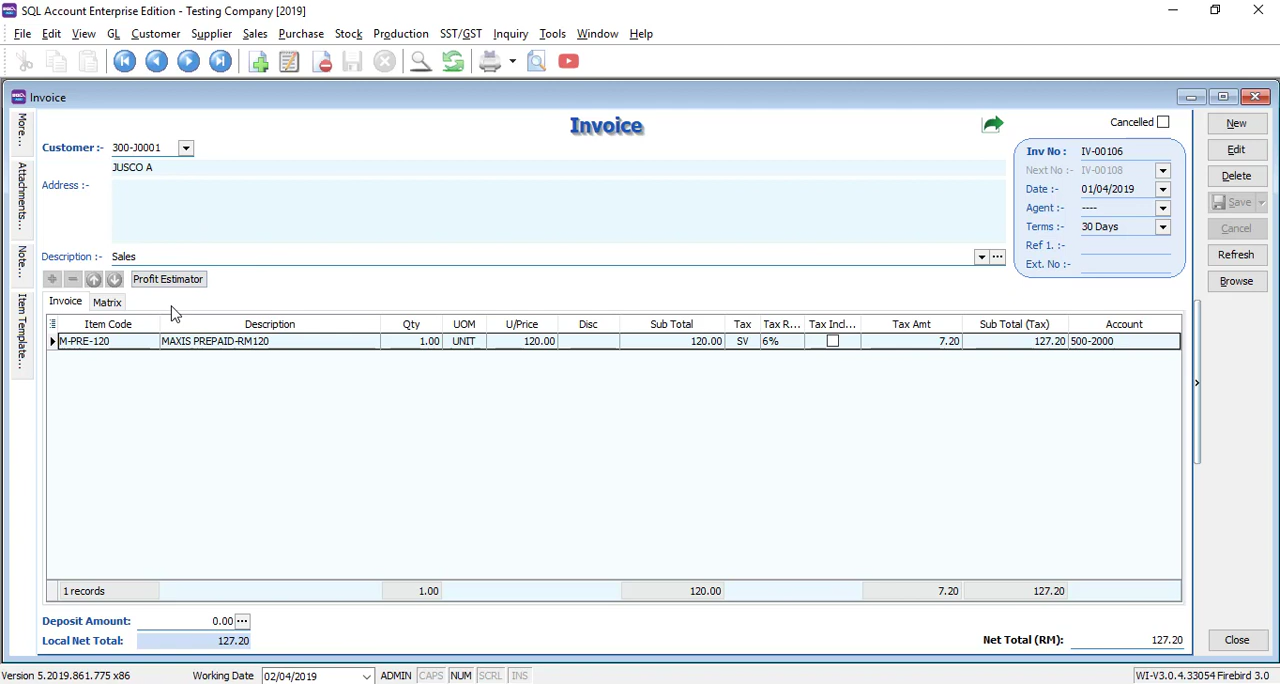 SQL Account Enterprise Edition - Testing Company [2019]
File Edit View GL Customer Supplier Sales Purchase Stock Production SST/GST Inquiry Tools Window Help
Invoice
Invoice
Cancelled
New
Edit
Delete
Save
Cancel
Refresh
Browse
More...
Attachments...
Note...
Item Template...
Customer :- 300-J0001
JUSCO A
Address :-
Description :- Sales
Inv No : IV-00106
Next No :- IV-00108
Date :- 01/04/2019
Agent :- ----
Terms :- 30 Days
Ref 1. :-
Ext. No :-
Profit Estimator
Invoice Matrix
Item Code Description Qty UOM U/Price Disc Sub Total Tax Tax R... Tax Incl... Tax Amt Sub Total (Tax) Account
M-PRE-120 MAXIS PREPAID-RM120 1.00 UNIT 120.00 120.00 SV 6% 7.20 127.20 500-2000
1 records 1.00 120.00 7.20 127.20
Deposit Amount: 0.00
Local Net Total: 127.20
Net Total (RM): 127.20
Close
Version 5.2019.861.775 x86 Working Date 02/04/2019 ADMIN CAPS NUM SCRL INS WI-V3.0.4.33054 Firebird 3.0